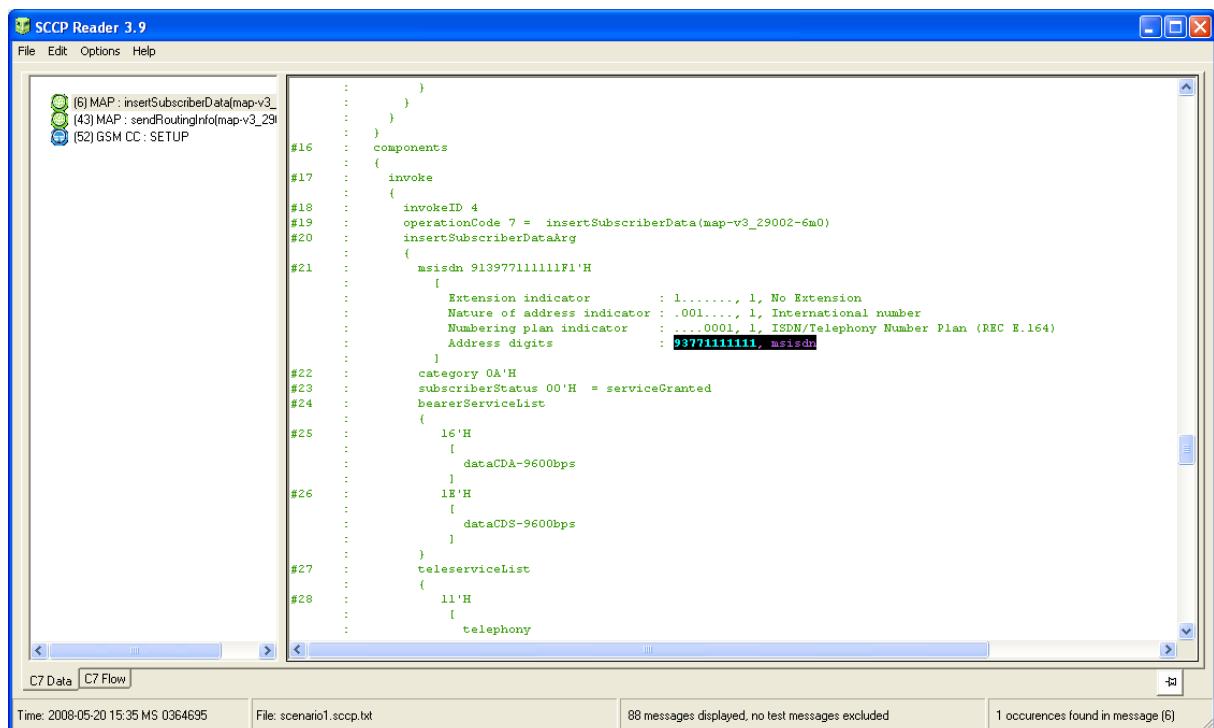 SCCP Reader 3.9
File Edit Options Help
(6) MAP : insertSubscriberData(map-v3_
(43) MAP : sendRoutingInfo(map-v3_290
(52) GSM CC : SETUP
: }
: }
: }
: }
#16 : components
: {
#17 : invoke
: {
#18 : invokeID 4
#19 : operationCode 7 = insertSubscriberData(map-v3_29002-6m0)
#20 : insertSubscriberDataArg
: {
#21 : msisdn 913977111111F1'H
: [
: Extension indicator : 1......., 1, No Extension
: Nature of address indicator : .001...., 1, International number
: Numbering plan indicator : ....0001, 1, ISDN/Telephony Number Plan (REC E.164)
: Address digits : 93771111111, msisdn
: ]
#22 : category 0A'H
#23 : subscriberStatus 00'H = serviceGranted
#24 : bearerServiceList
: {
#25 : 16'H
: [
: dataCDA-9600bps
: ]
#26 : 1E'H
: [
: dataCDS-9600bps
: ]
: }
#27 : teleserviceList
: {
#28 : 11'H
: [
: telephony
C7 Data C7 Flow
Time: 2008-05-20 15:35 MS 0364695 File: scenario1.sccp.txt 88 messages displayed, no test messages excluded 1 occurences found in message (6)